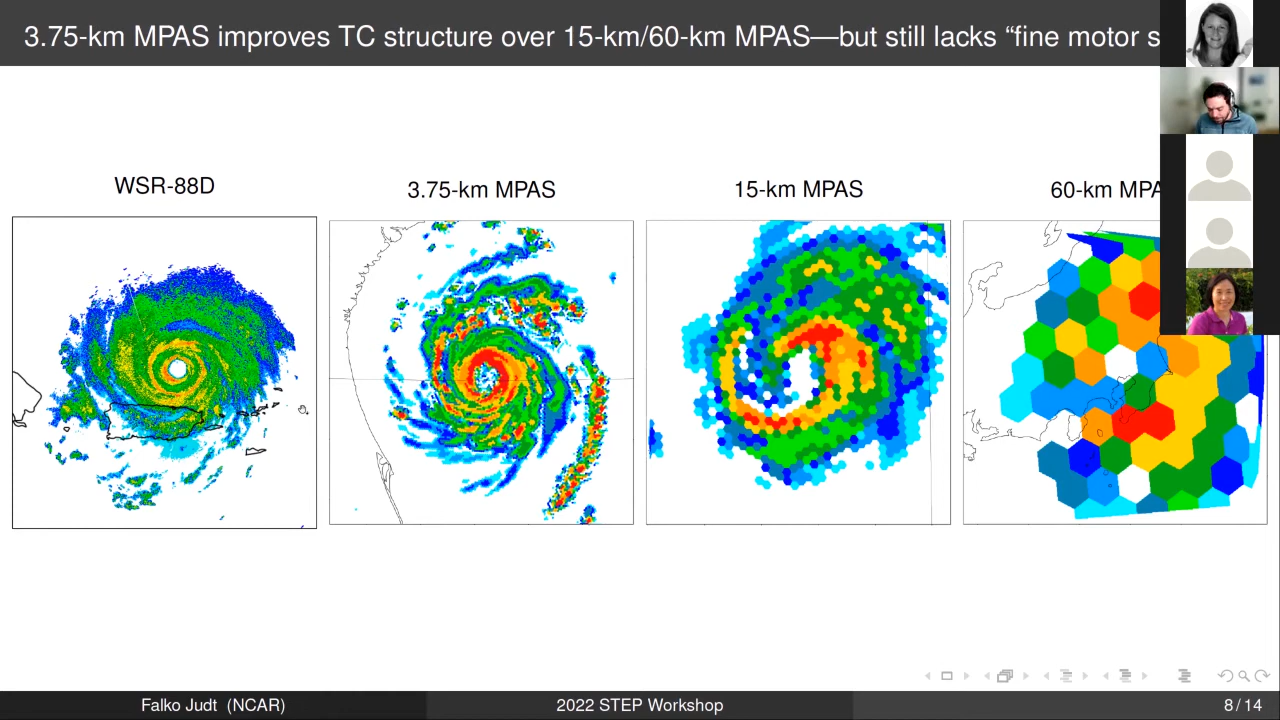 3.75-km MPAS improves TC structure over 15-km/60-km MPAS—but still lacks “fine motor s
WSR-88D
3.75-km MPAS
15-km MPAS
60-km MPA
Falko Judt (NCAR)
2022 STEP Workshop
8 / 14